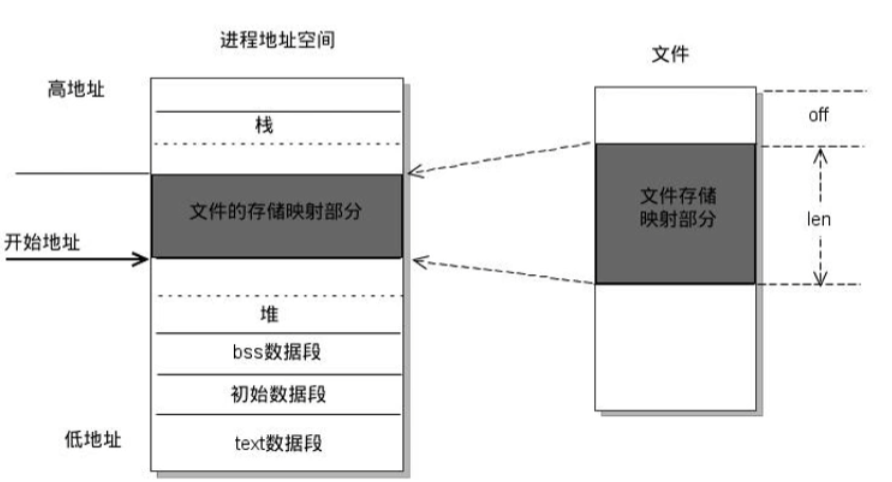 进程地址空间
文件
高地址
off
栈
文件的存储映射部分
文件存储
映射部分
len
开始地址
堆
bss数据段
初始数据段
低地址
text数据段